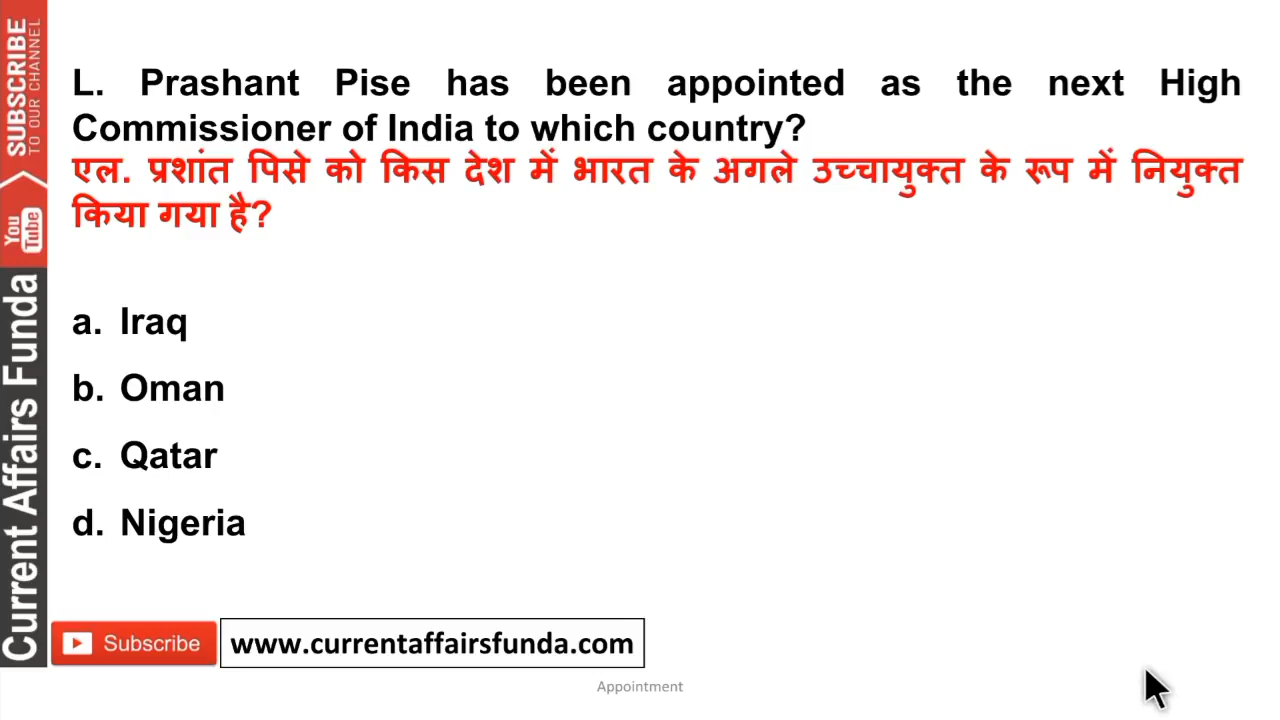 SUBSCRIBE
TO OUR CHANNEL
You
Tube
Current Affairs Funda
L. Prashant Pise has been appointed as the next High
Commissioner of India to which country?
एल. प्रशांत पिसे को किस देश में भारत के अगले उच्चायुक्त के रूप में नियुक्त
किया गया है?
a. Iraq
b. Oman
c. Qatar
d. Nigeria
Subscribe
www.currentaffairsfunda.com
Appointment